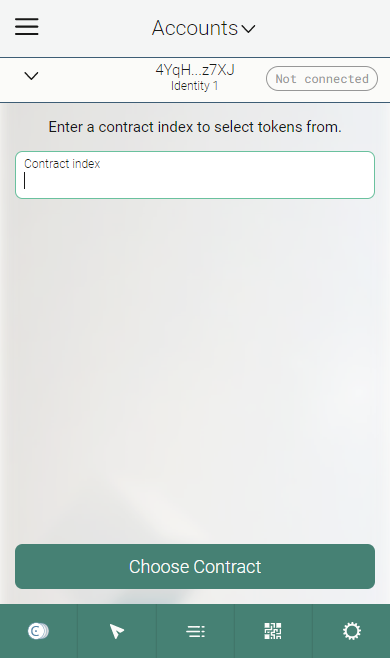 Accounts
4YqH...z7XJ
Identity 1
Not connected
Enter a contract index to select tokens from.
Contract index
Choose Contract